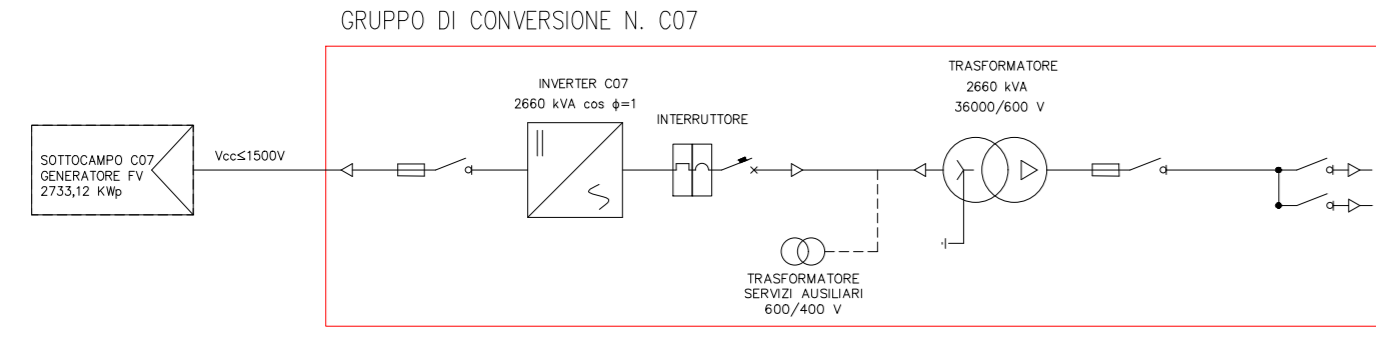 GRUPPO DI CONVERSIONE N. C07
SOTTOCAMPO C07
GENERATORE FV
2733,12 KWp
Vcc≤1500V
INVERTER C07
2660 kVA cos ϕ=1
INTERRUTTORE
TRASFORMATORE
SERVIZI AUSILIARI
600/400 V
TRASFORMATORE
2660 kVA
36000/600 V